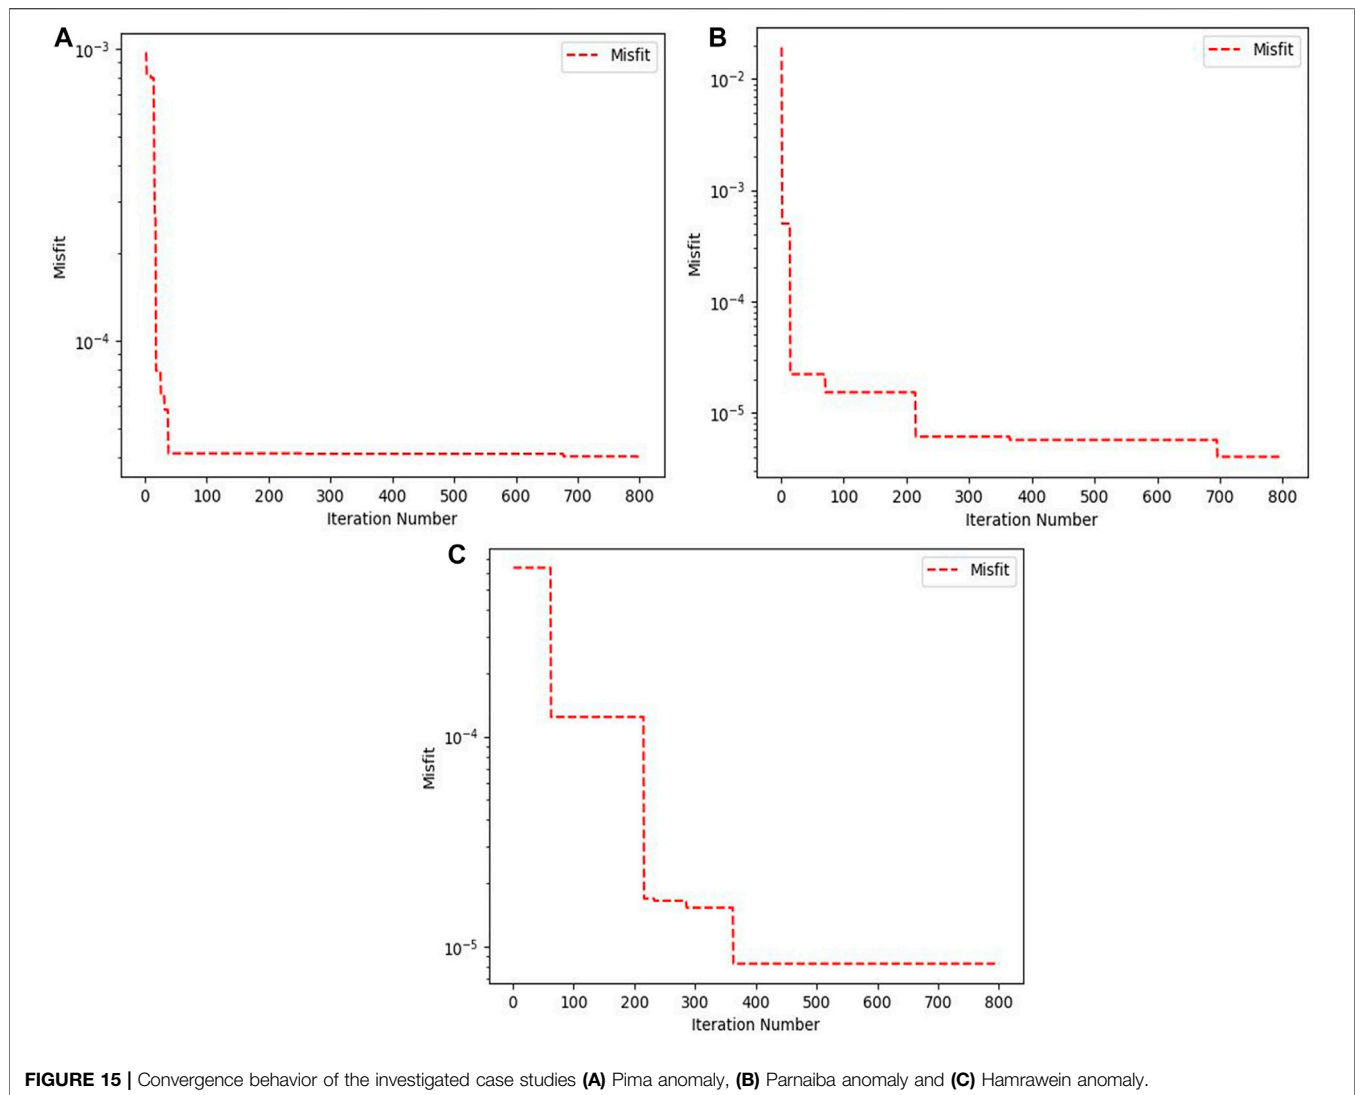 A
Misfit
10⁻³
10⁻⁴
Misfit
0 100 200 300 400 500 600 700 800
Iteration Number
B
Misfit
10⁻²
10⁻³
10⁻⁴
10⁻⁵
Misfit
0 100 200 300 400 500 600 700 800
Iteration Number
C
Misfit
10⁻⁴
10⁻⁵
Misfit
0 100 200 300 400 500 600 700 800
Iteration Number
FIGURE 15 | Convergence behavior of the investigated case studies (A) Pima anomaly, (B) Parnaiba anomaly and (C) Hamrawein anomaly.